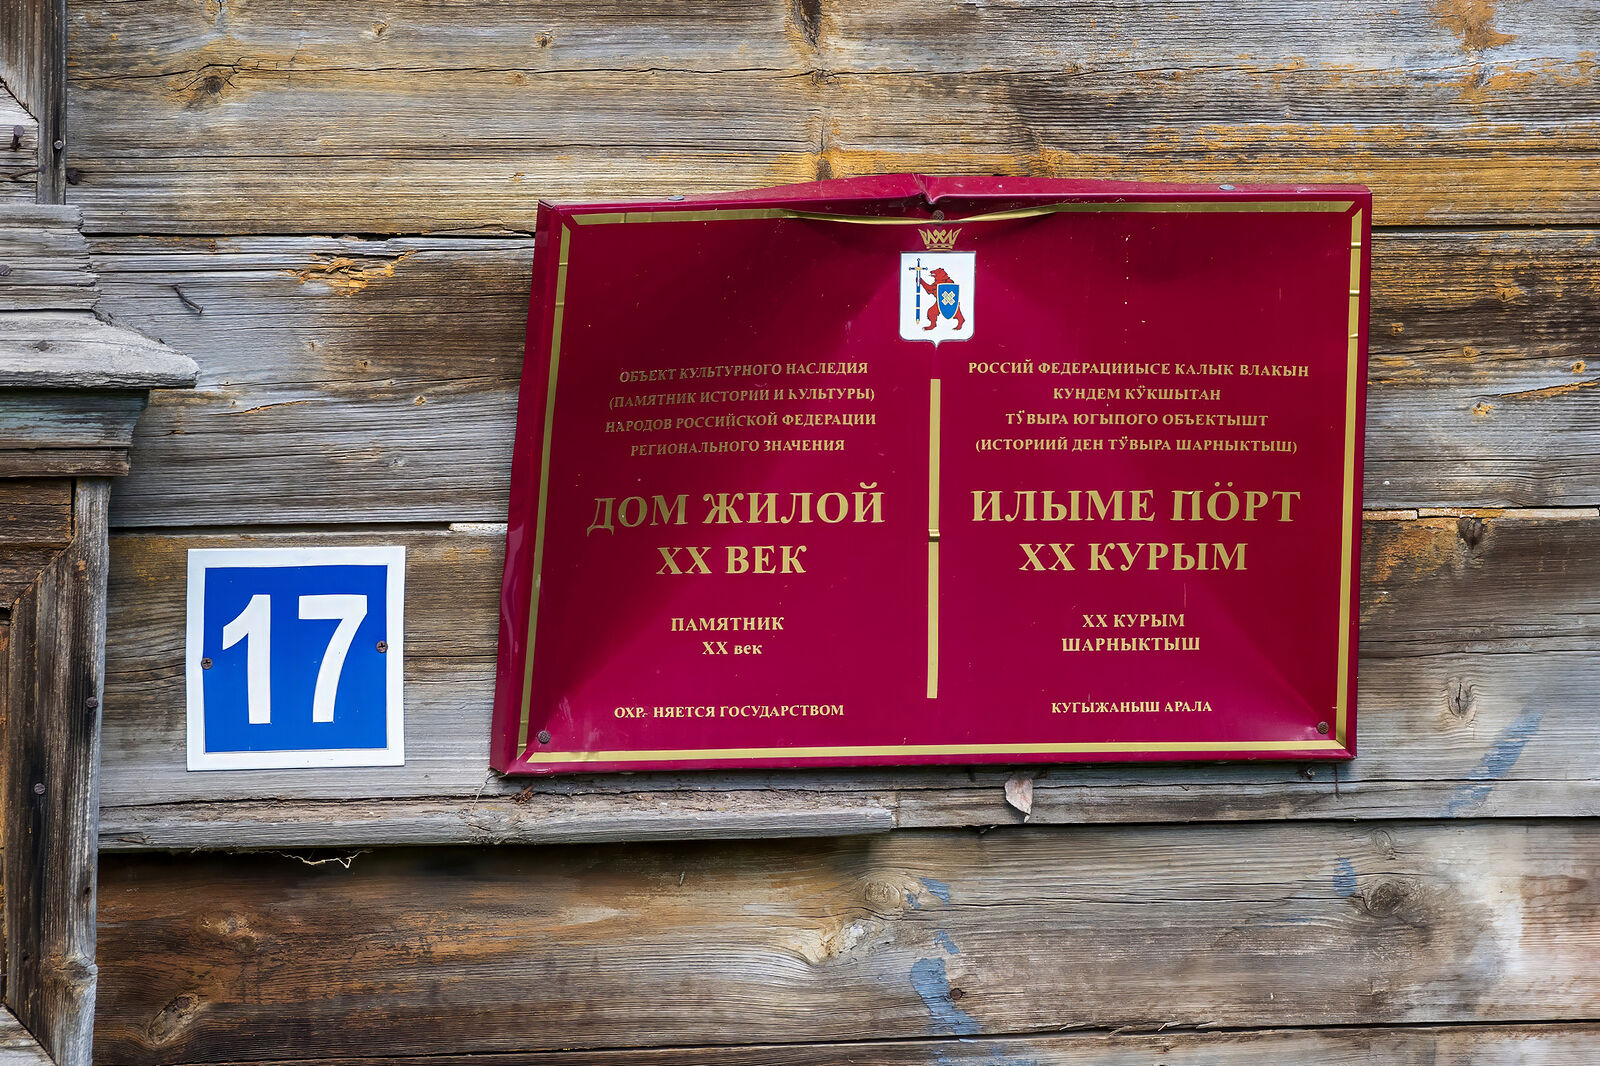 17
ОБЪЕКТ КУЛЬТУРНОГО НАСЛЕДИЯ
(ПАМЯТНИК ИСТОРИИ И КУЛЬТУРЫ)
НАРОДОВ РОССИЙСКОЙ ФЕДЕРАЦИИ
РЕГИОНАЛЬНОГО ЗНАЧЕНИЯ
ДОМ ЖИЛОЙ
XX ВЕК
ПАМЯТНИК
XX век
ОХР НЯЕТСЯ ГОСУДАРСТВОМ
РОССИЙ ФЕДЕРАЦИИЫСЕ КАЛЫК ВЛАКЫН
КУНДЕМ КӰКШЫТАН
ТӰВЫРА ЮГЫПОГО ОБЪЕКТЫШТ
(ИСТОРИЙ ДЕН ТӰВЫРА ШАРНЫКТЫШ)
ИЛЫМЕ ПӦРТ
XX КУРЫМ
XX КУРЫМ
ШАРНЫКТЫШ
КУГЫЖАНЫШ АРАЛА